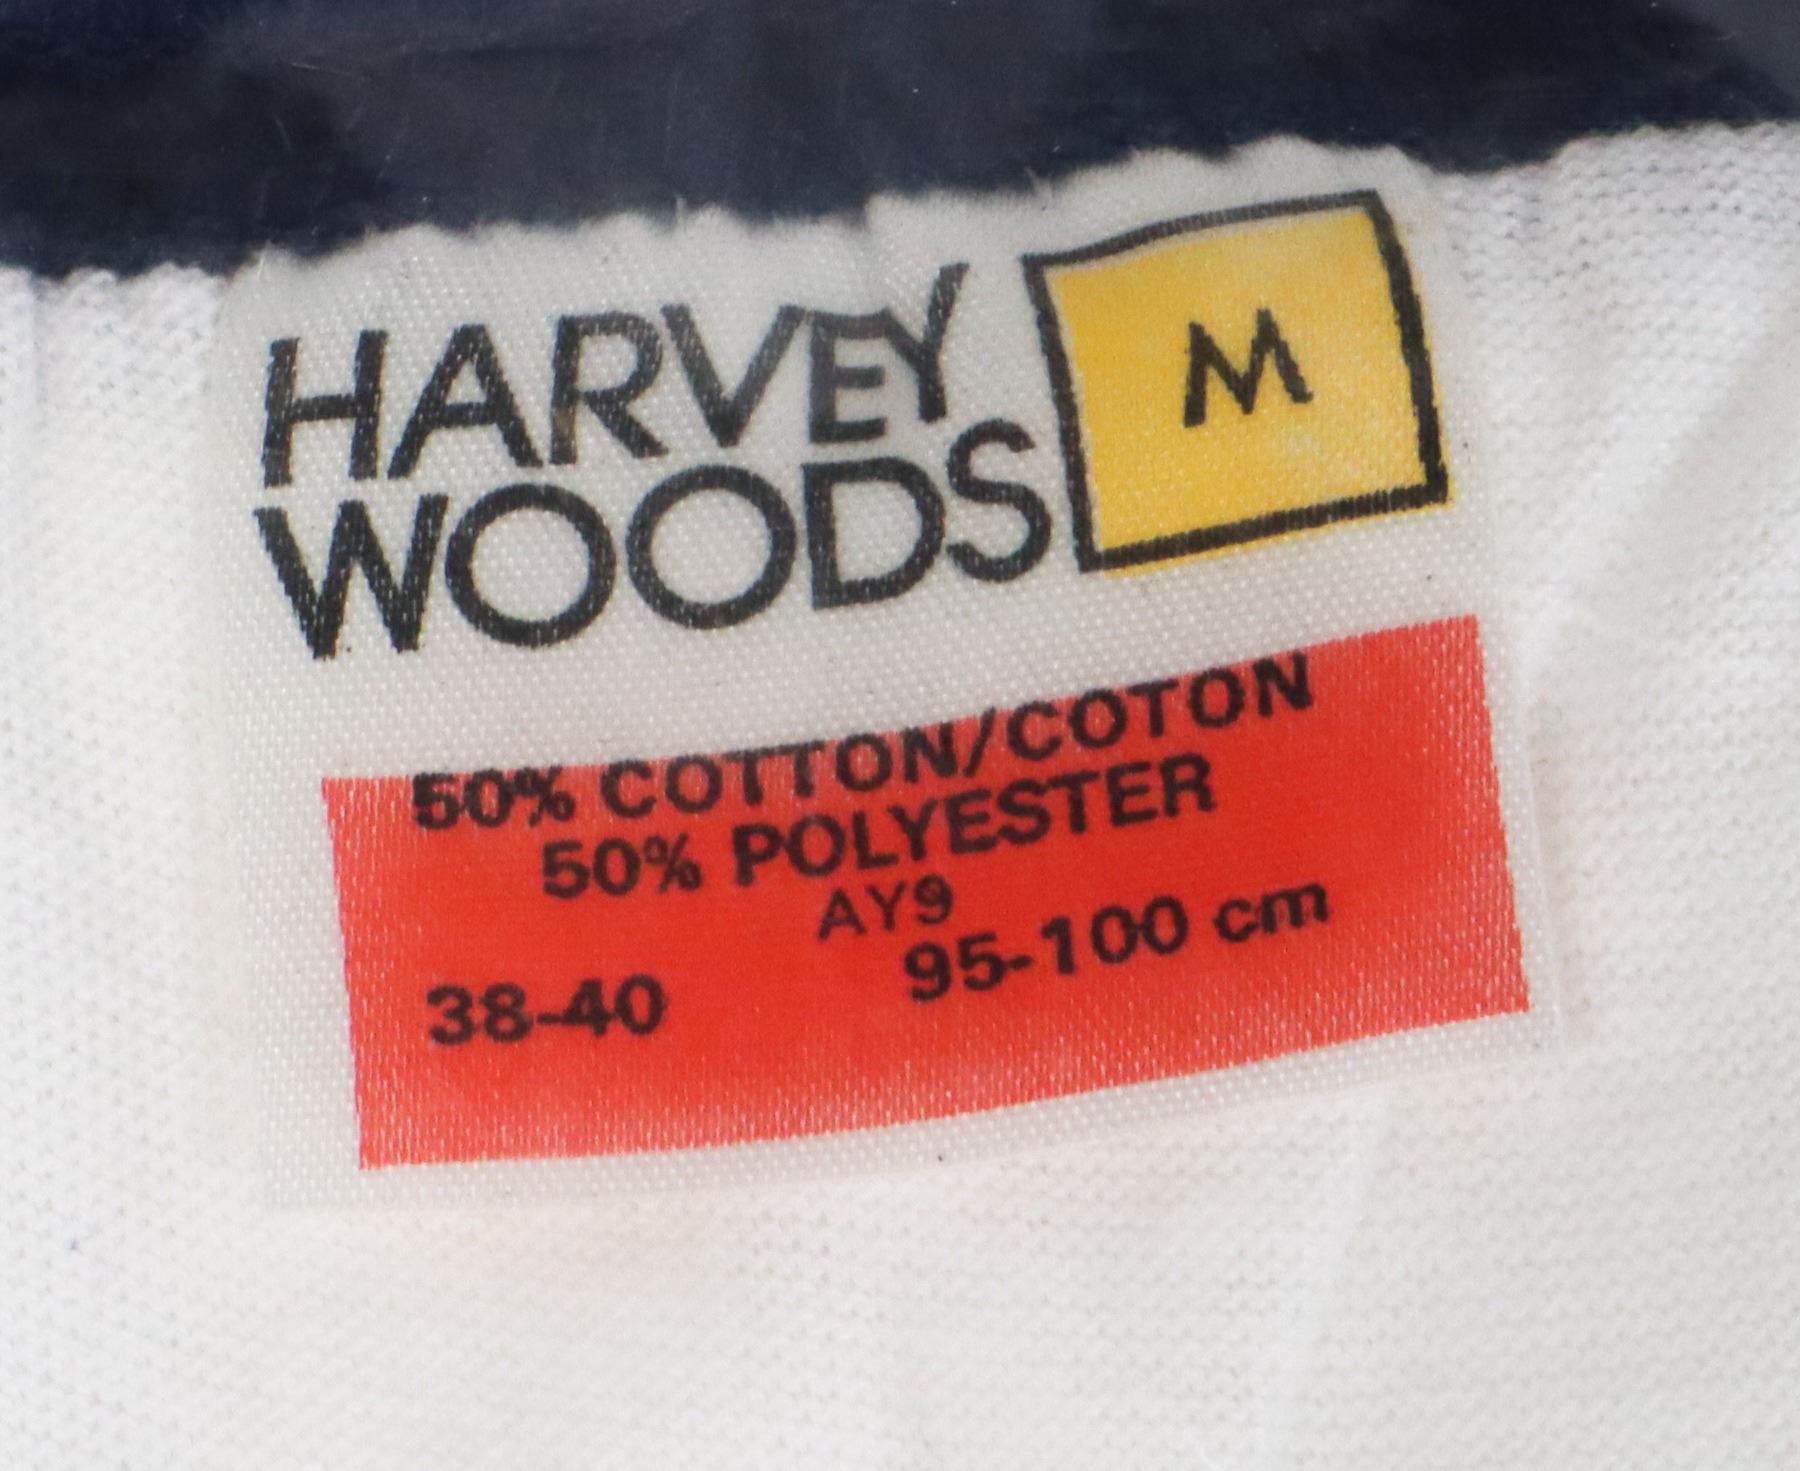 HARVEY
WOODS
M
50% COTTON/COTON
50% POLYESTER
AY9
38-40 95-100 cm